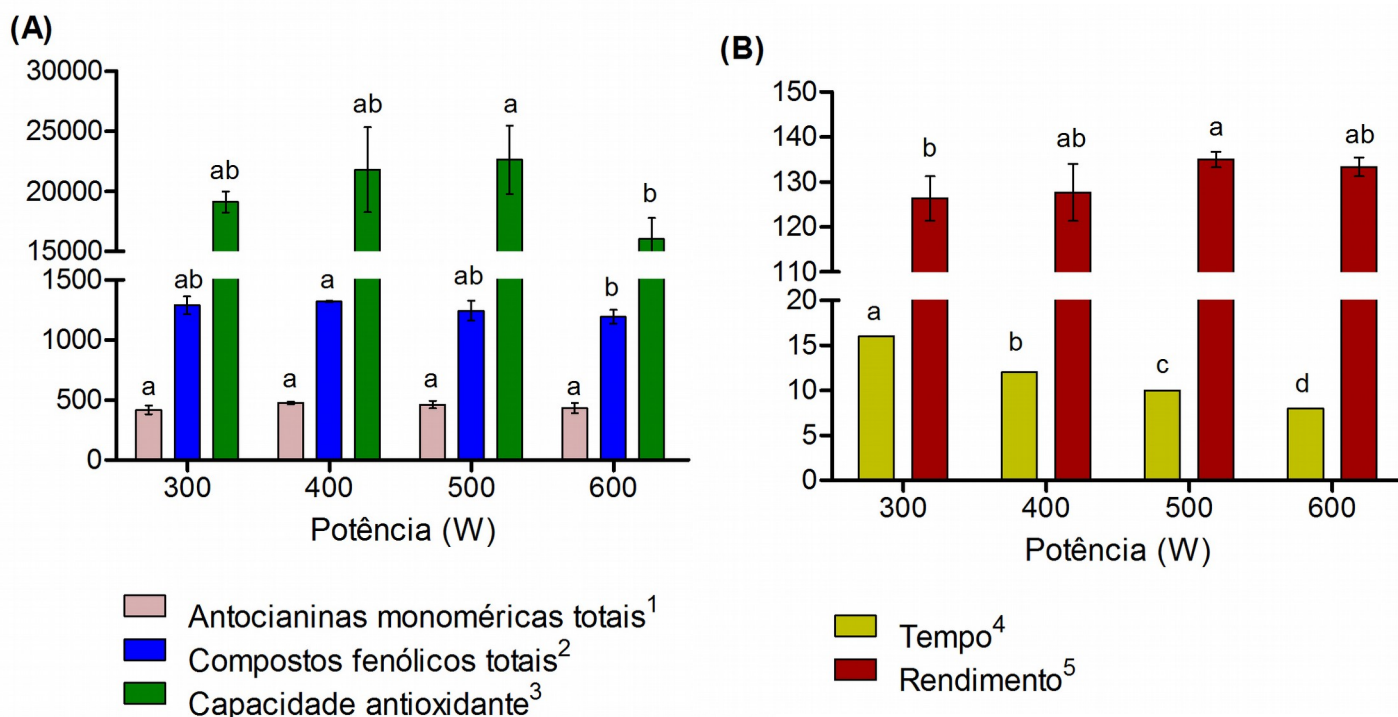 (A)
30000
25000
20000
15000
1500
1000
500
0
ab
ab
a
b
ab
a
ab
b
a
a
a
a
300 400 500 600
Potência (W)
Antocianinas monoméricas totais¹
Compostos fenólicos totais²
Capacidade antioxidante³
(B)
150
140
130
120
110
20
15
10
5
0
b
ab
a
ab
a
b
c
d
300 400 500 600
Potência (W)
Tempo⁴
Rendimento⁵